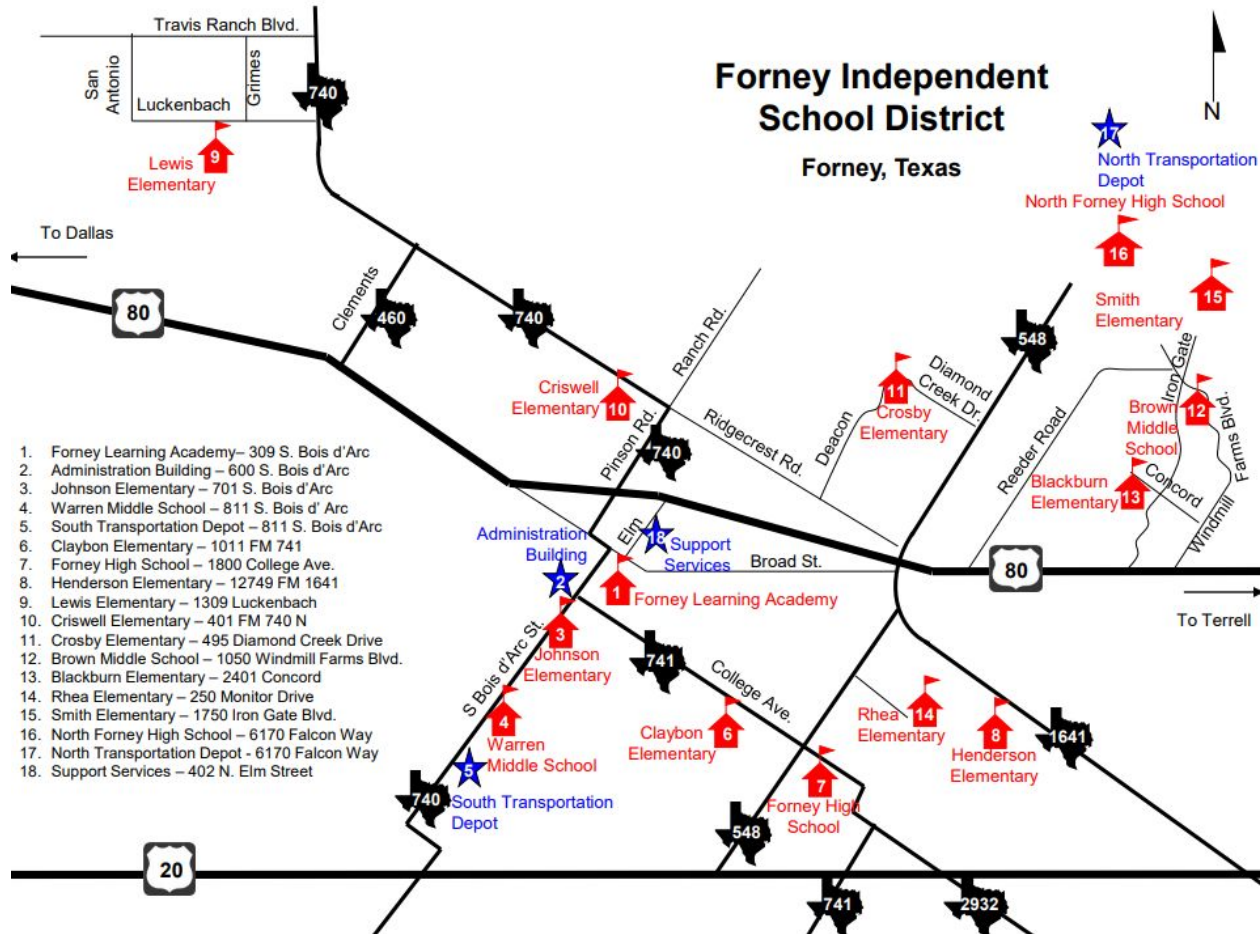 Travis Ranch Blvd.
San
Antonio
Grimes
Luckenbach
740
Forney Independent
School District
Forney, Texas
N
9
Lewis
Elementary
17
North Transportation
Depot
North Forney High School
16
To Dallas
80
Clements
460
740
Smith
Elementary
15
548
Ranch Rd.
Criswell
Elementary
10
Pinson Rd.
740
Ridgecrest Rd.
Deacon
11
Crosby
Elementary
Diamond
Creek Dr.
Reeder Road
Iron Gate
Brown
Middle
School
12
Farms Blvd.
Windmill
Blackburn
Elementary
13
Concord
1. Forney Learning Academy– 309 S. Bois d'Arc
2. Administration Building – 600 S. Bois d'Arc
3. Johnson Elementary – 701 S. Bois d'Arc
4. Warren Middle School – 811 S. Bois d' Arc
5. South Transportation Depot – 811 S. Bois d'Arc
6. Claybon Elementary – 1011 FM 741
7. Forney High School – 1800 College Ave.
8. Henderson Elementary – 12749 FM 1641
9. Lewis Elementary – 1309 Luckenbach
10. Criswell Elementary – 401 FM 740 N
11. Crosby Elementary – 495 Diamond Creek Drive
12. Brown Middle School – 1050 Windmill Farms Blvd.
13. Blackburn Elementary – 2401 Concord
14. Rhea Elementary – 250 Monitor Drive
15. Smith Elementary – 1750 Iron Gate Blvd.
16. North Forney High School – 6170 Falcon Way
17. North Transportation Depot - 6170 Falcon Way
18. Support Services – 402 N. Elm Street
Administration
Building
2
Elm
18
Support
Services
Broad St.
1
Forney Learning Academy
80
To Terrell
3
Johnson
Elementary
S Bois d'Arc St.
741
College Ave.
4
Warren
Middle School
Claybon
Elementary
6
Rhea
Elementary
14
8
Henderson
Elementary
1641
5
South Transportation
Depot
740
7
Forney High
School
548
20
741
2932